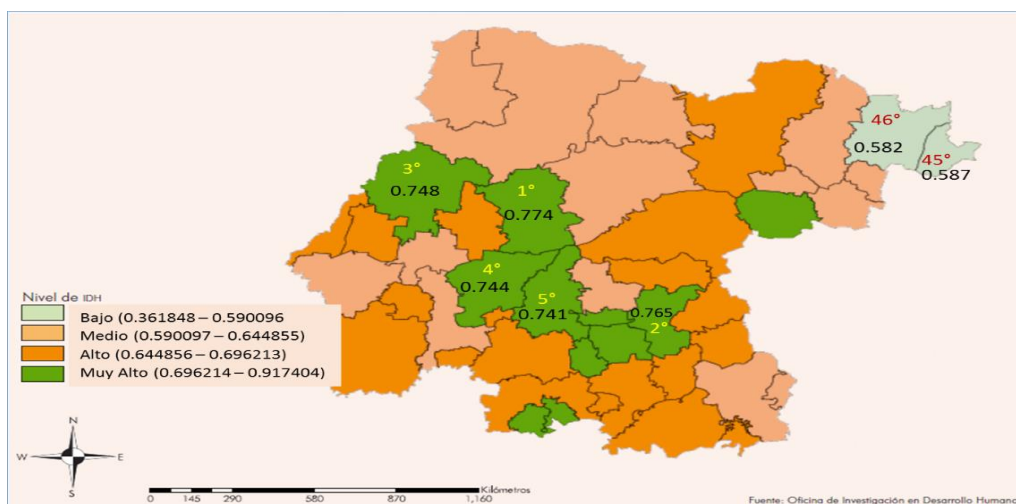 46°
0.582
45°
0.587
3°
0.748
1°
0.774
4°
0.744
5°
0.741
0.765
2°
Nivel de IDH
Bajo (0.361848 – 0.590096
Medio (0.590097 – 0.644855)
Alto (0.644856 – 0.696213)
Muy Alto (0.696214 – 0.917404)
N
W E
S
Kilómetros
0 145 290 580 870 1,160
Fuente: Oficina de Investigación en Desarrollo Humano